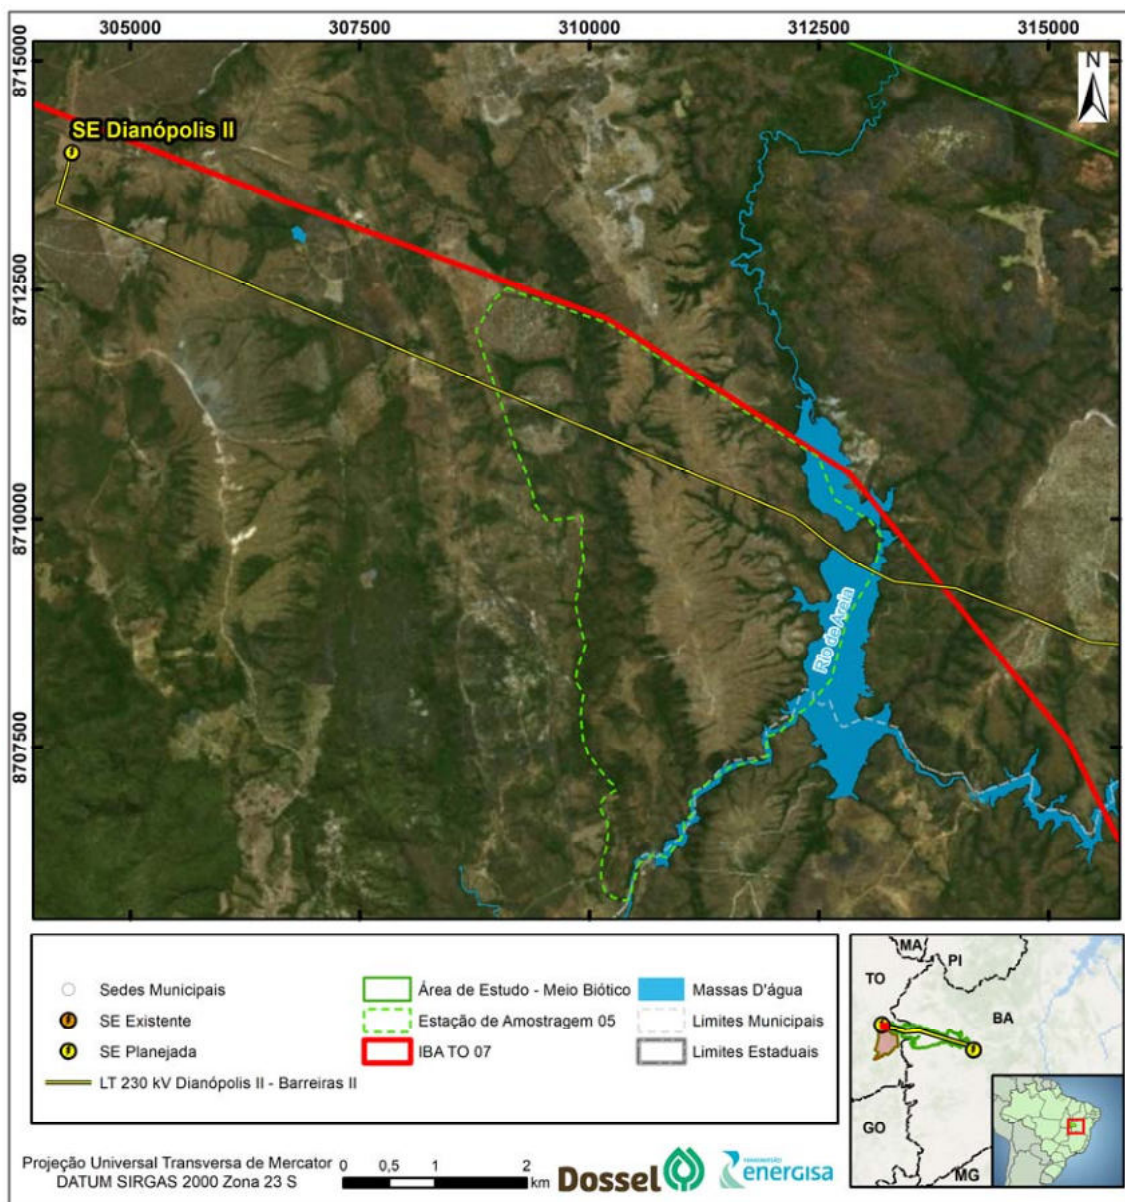 305000 307500 310000 312500 315000
8715000
N
SE Dianópolis II
8712500
8710000
Rio de Areia
8707500
Sedes Municipais
SE Existente
SE Planejada
LT 230 kV Dianópolis II - Barreiras II
Área de Estudo - Meio Biótico
Estação de Amostragem 05
IBA TO 07
Massas D'água
Limites Municipais
Limites Estaduais
MA
PI
TO
BA
GO
MG
Projeção Universal Transversa de Mercator
DATUM SIRGAS 2000 Zona 23 S
0 0,5 1 2
km
Dossel
energisa